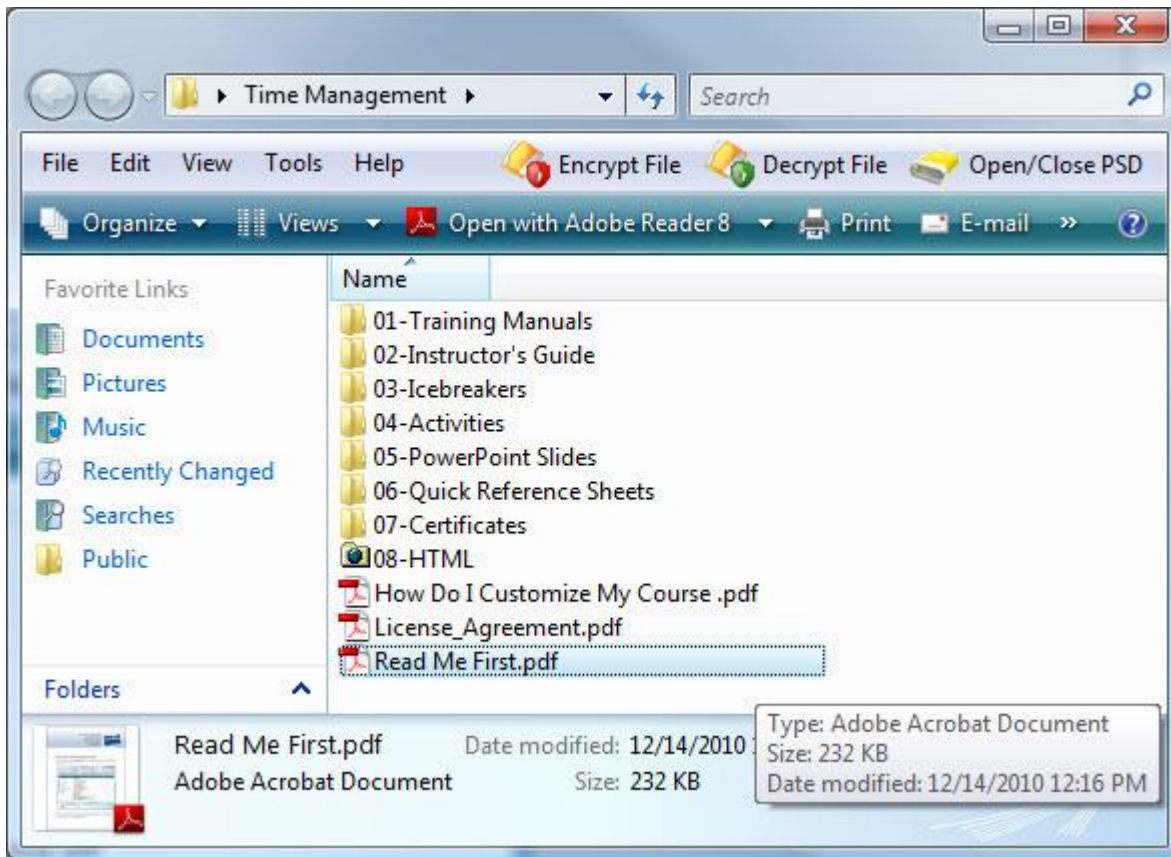 Time Management
Search
File Edit View Tools Help Encrypt File Decrypt File Open/Close PSD
Organize Views Open with Adobe Reader 8 Print E-mail »
Favorite Links
Documents
Pictures
Music
Recently Changed
Searches
Public
Folders
Name
01-Training Manuals
02-Instructor's Guide
03-Icebreakers
04-Activities
05-PowerPoint Slides
06-Quick Reference Sheets
07-Certificates
08-HTML
How Do I Customize My Course .pdf
License_Agreement.pdf
Read Me First.pdf
Read Me First.pdf Date modified: 12/14/2010
Adobe Acrobat Document Size: 232 KB
Type: Adobe Acrobat Document
Size: 232 KB
Date modified: 12/14/2010 12:16 PM